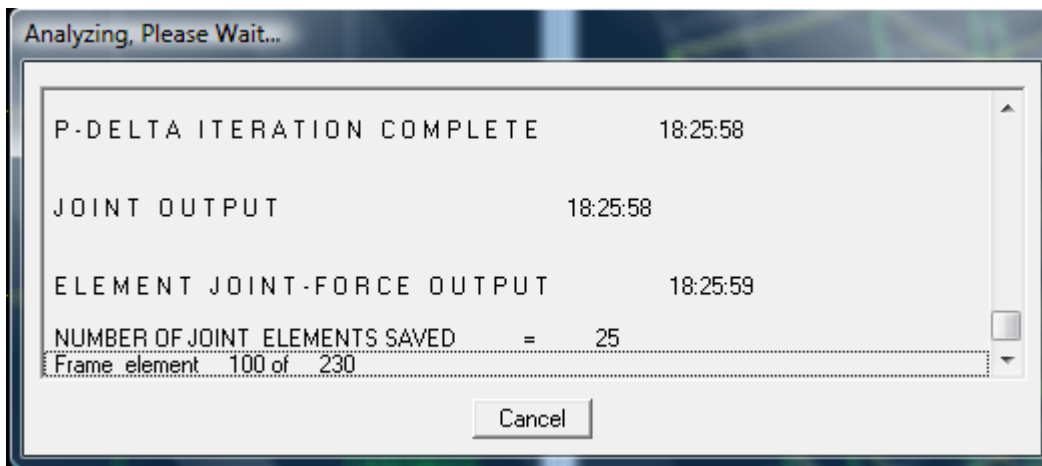 Analyzing, Please Wait...
P-DELTA ITERATION COMPLETE 18:25:58
JOINT OUTPUT 18:25:58
ELEMENT JOINT-FORCE OUTPUT 18:25:59
NUMBER OF JOINT ELEMENTS SAVED = 25
Frame element 100 of 230
Cancel